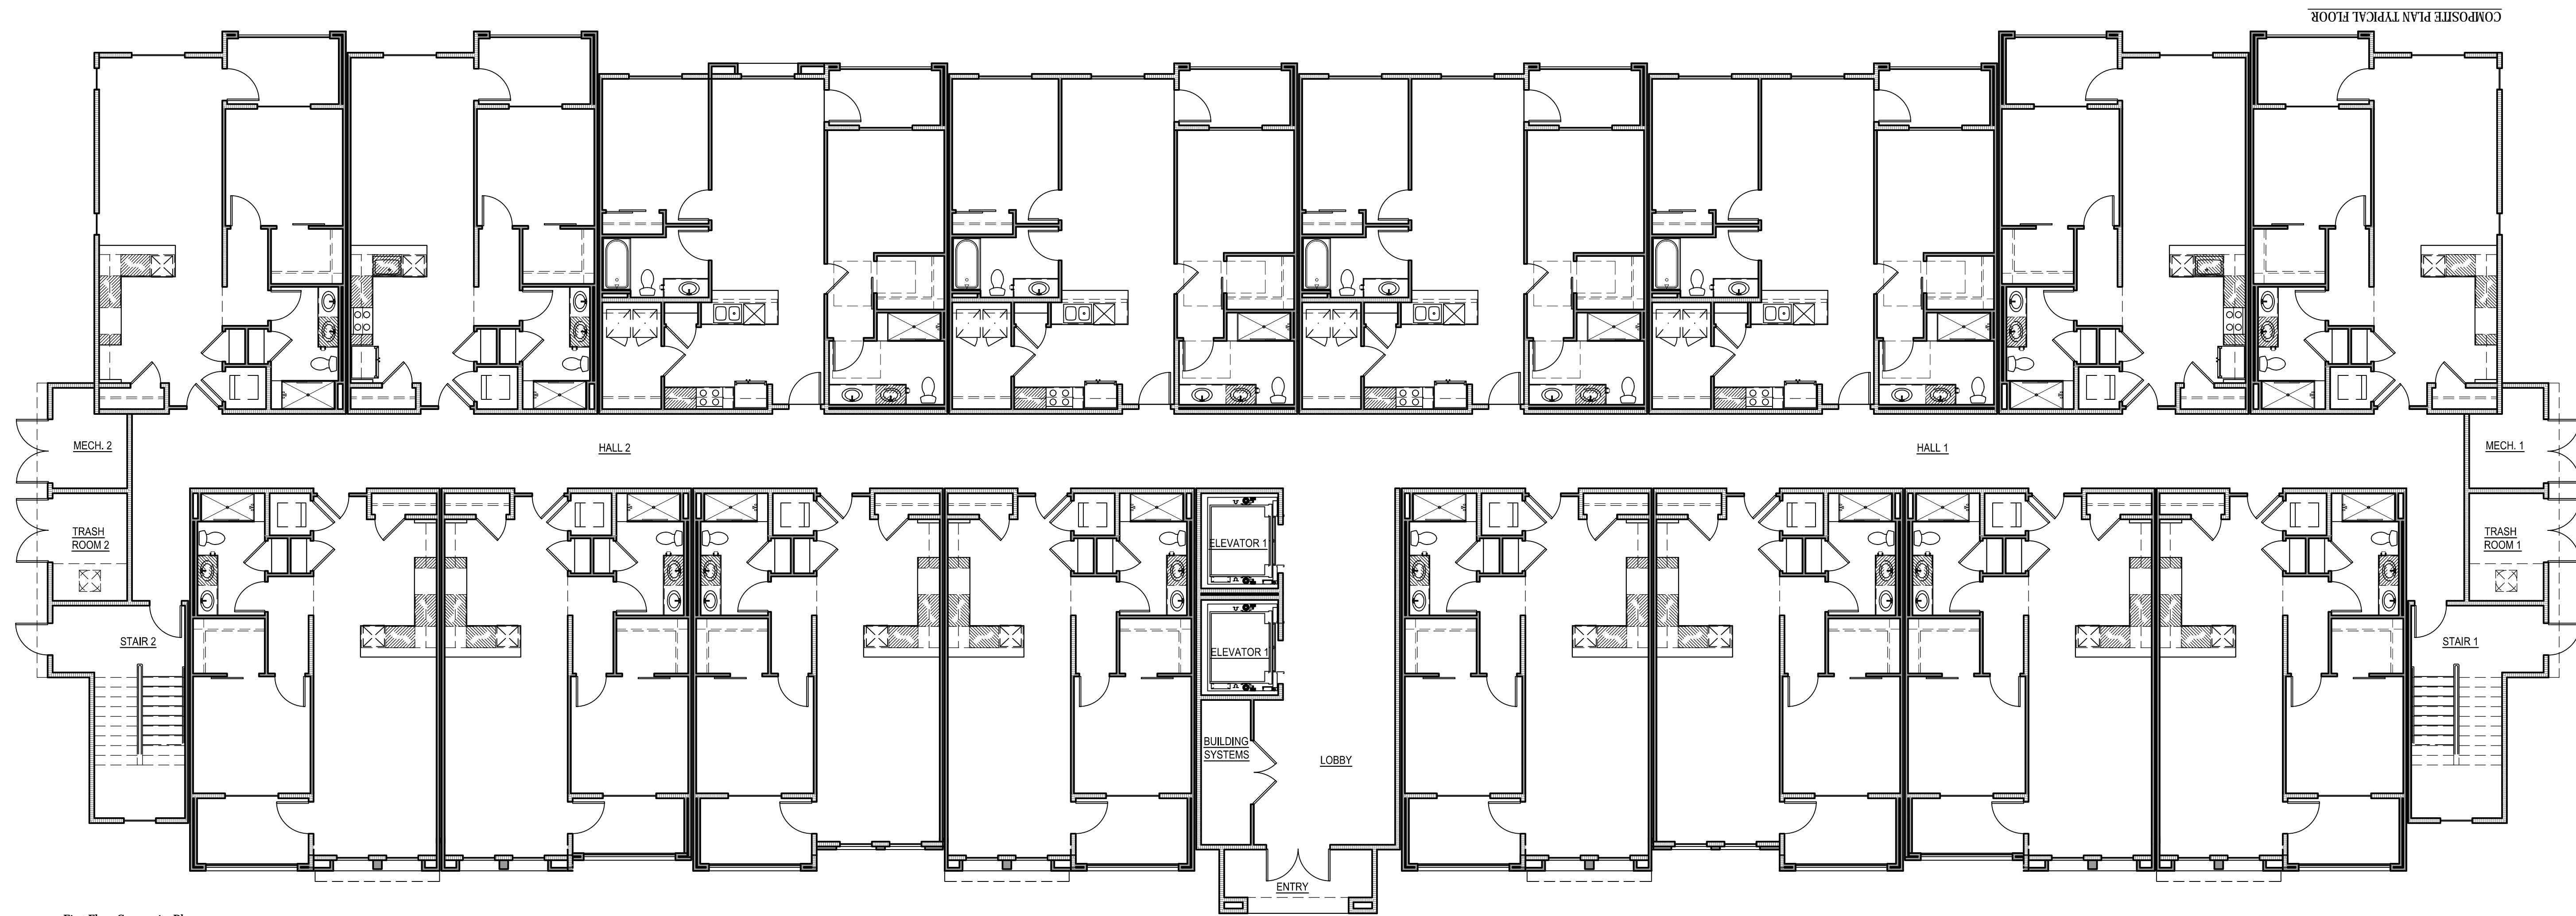 COMPOSITE PLAN TYPICAL FLOOR
MECH. 2
HALL 2
HALL 1
MECH. 1
TRASH
ROOM 2
ELEVATOR 1
TRASH
ROOM 1
STAIR 2
ELEVATOR 1
STAIR 1
BUILDING
SYSTEMS
LOBBY
ENTRY